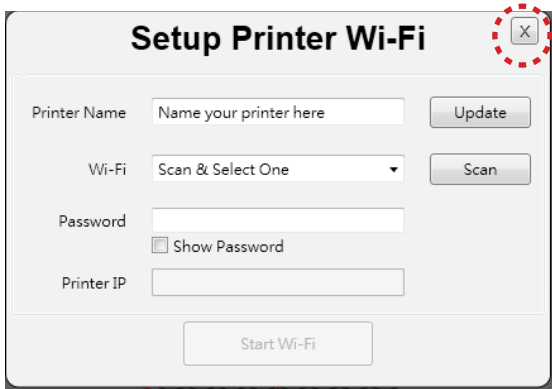 Setup Printer Wi-Fi
X
Printer Name
Name your printer here
Update
Wi-Fi
Scan & Select One
Scan
Password
Show Password
Printer IP
Start Wi-Fi